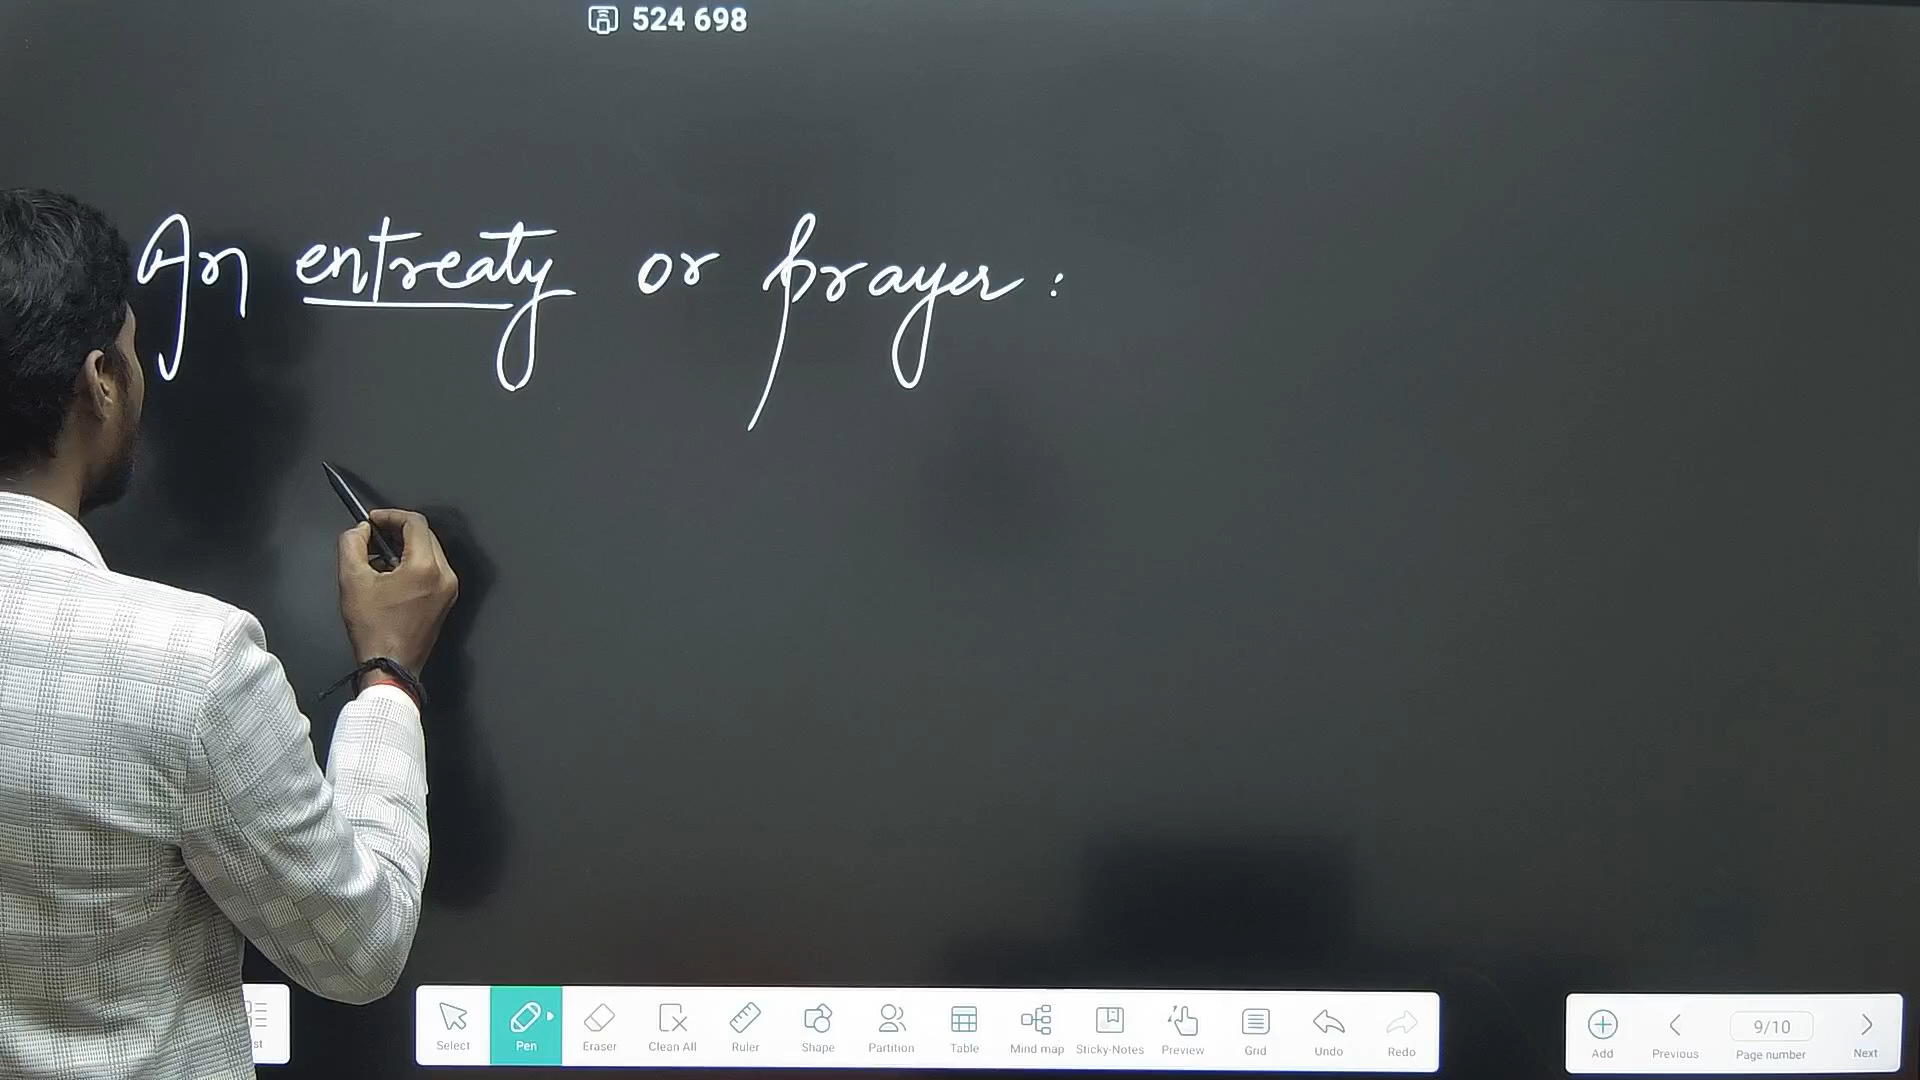 524 698
An entreaty or prayer :
st
Select Pen Eraser Clean All Ruler Shape Partition Table Mind map Sticky-Notes Preview Grid Undo Redo
Add Previous 9/10 Page number Next